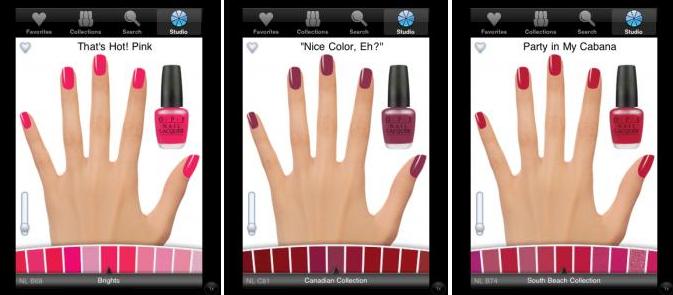 Favorites Collections Search Studio
That's Hot! Pink
O.P.I
NAIL
LACQUER
NL B68
Brights
Favorites Collections Search Studio
"Nice Color, Eh?"
O.P.I
NAIL
LACQUER
NL C81
Canadian Collection
Favorites Collections Search Studio
Party in My Cabana
O.P.I
NAIL
LACQUER
NL B74
South Beach Collection